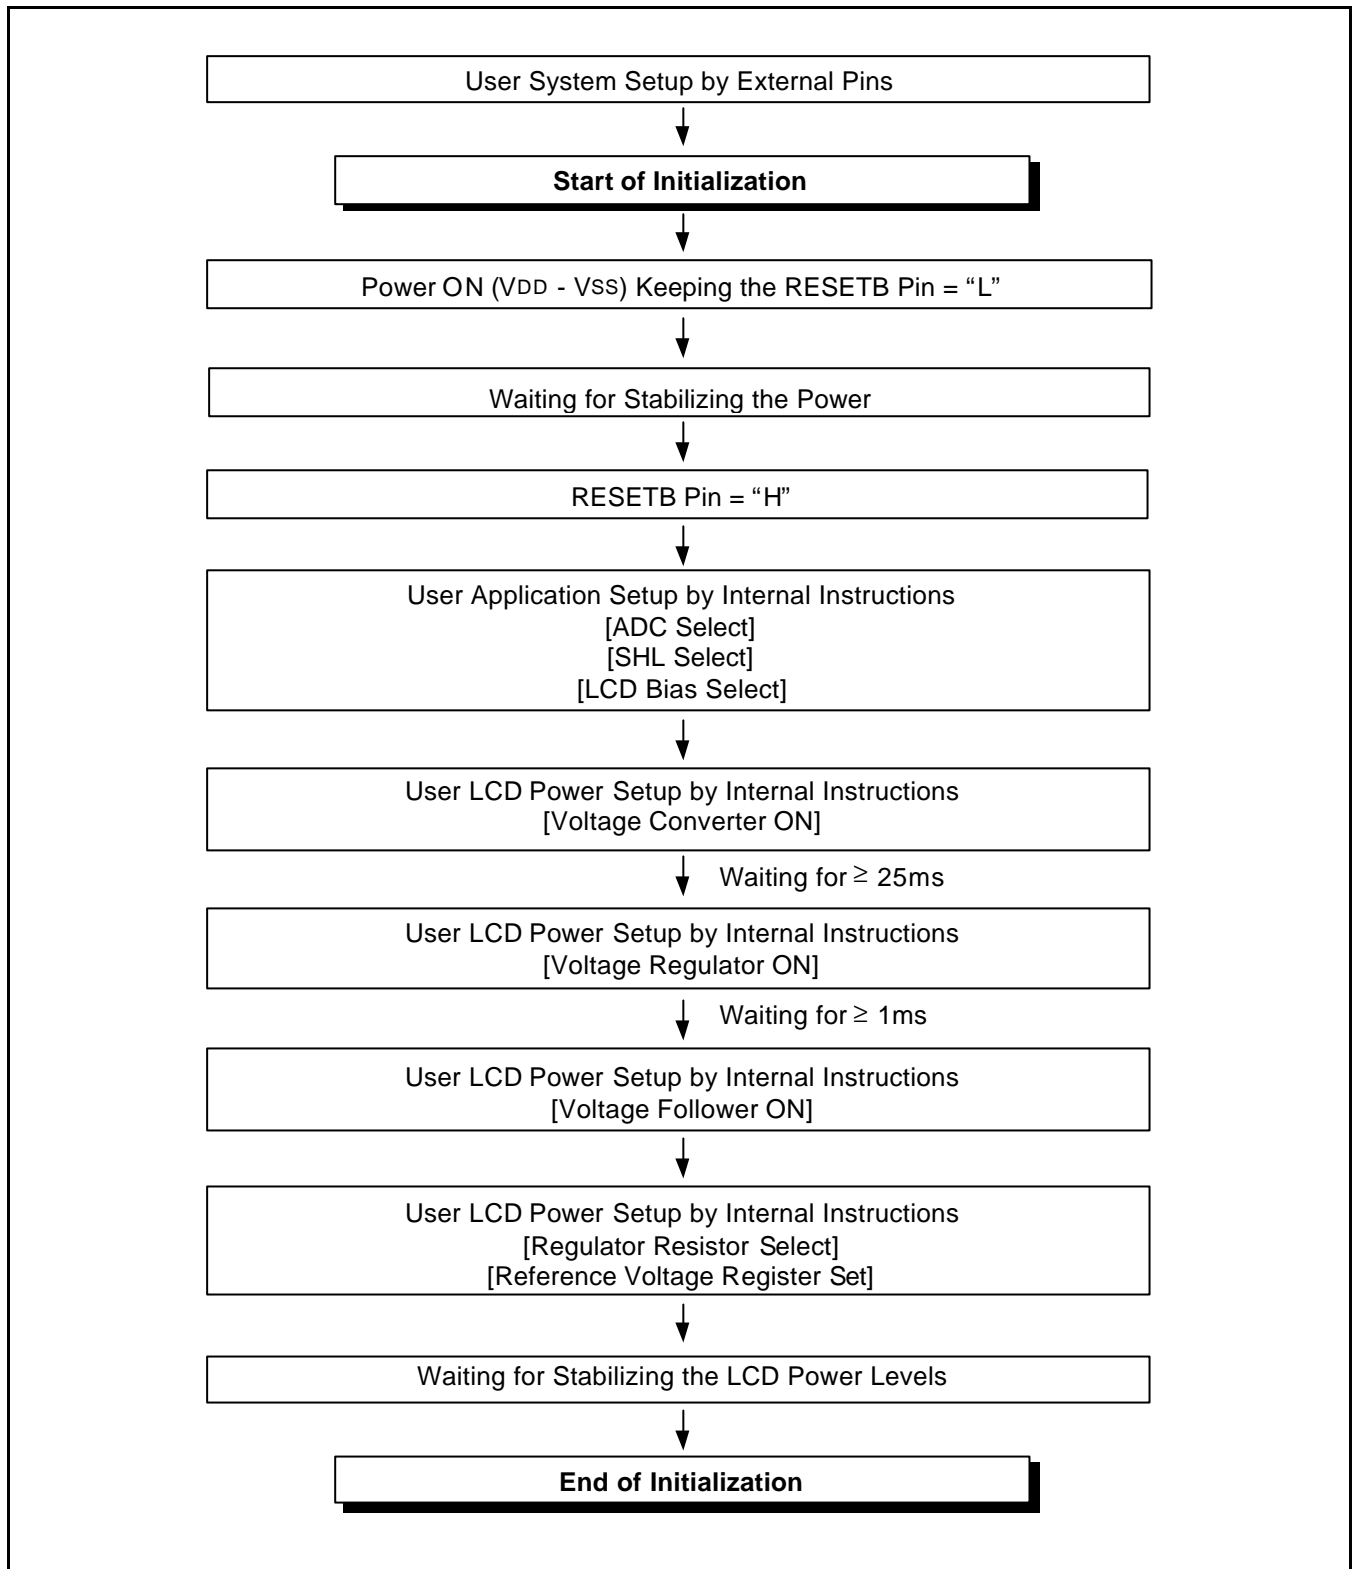 User System Setup by External Pins
Start of Initialization
Power ON (VDD - VSS) Keeping the RESETB Pin = “L”
Waiting for Stabilizing the Power
RESETB Pin = “H”
User Application Setup by Internal Instructions
[ADC Select]
[SHL Select]
[LCD Bias Select]
User LCD Power Setup by Internal Instructions
[Voltage Converter ON]
Waiting for ≥ 25ms
User LCD Power Setup by Internal Instructions
[Voltage Regulator ON]
Waiting for ≥ 1ms
User LCD Power Setup by Internal Instructions
[Voltage Follower ON]
User LCD Power Setup by Internal Instructions
[Regulator Resistor Select]
[Reference Voltage Register Set]
Waiting for Stabilizing the LCD Power Levels
End of Initialization